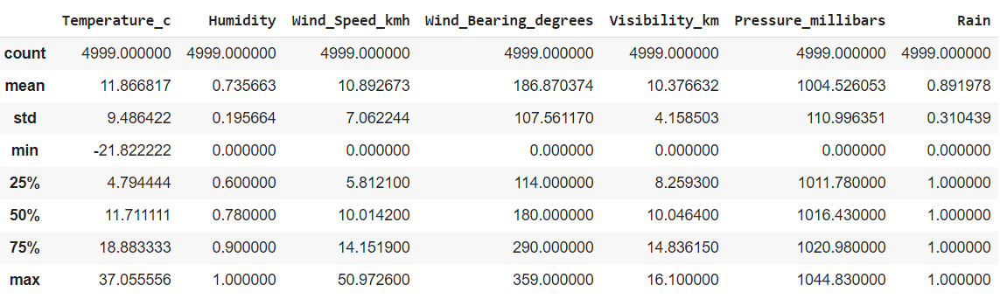 Temperature_c Humidity Wind_Speed_kmh Wind_Bearing_degrees Visibility_km Pressure_millibars Rain
count 4999.000000 4999.000000 4999.000000 4999.000000 4999.000000 4999.000000 4999.000000
mean 11.866817 0.735663 10.892673 186.870374 10.376632 1004.526053 0.891978
std 9.486422 0.195664 7.062244 107.561170 4.158503 110.996351 0.310439
min -21.822222 0.000000 0.000000 0.000000 0.000000 0.000000 0.000000
25% 4.794444 0.600000 5.812100 114.000000 8.259300 1011.780000 1.000000
50% 11.711111 0.780000 10.014200 180.000000 10.046400 1016.430000 1.000000
75% 18.883333 0.900000 14.151900 290.000000 14.836150 1020.980000 1.000000
max 37.055556 1.000000 50.972600 359.000000 16.100000 1044.830000 1.000000